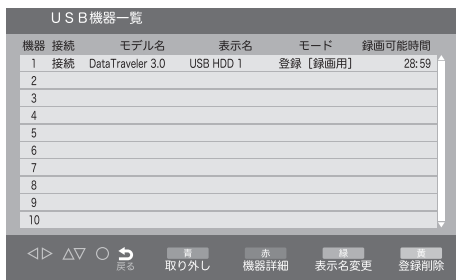 USB機器一覧
機器 接続 モデル名 表示名 モード 録画可能時間
1 接続 DataTraveler 3.0 USB HDD 1 登録［録画用］ 28:59
2
3
4
5
6
7
8
9
10
戻る 青 取り外し 赤 機器詳細 緑 表示名変更 黄 登録削除